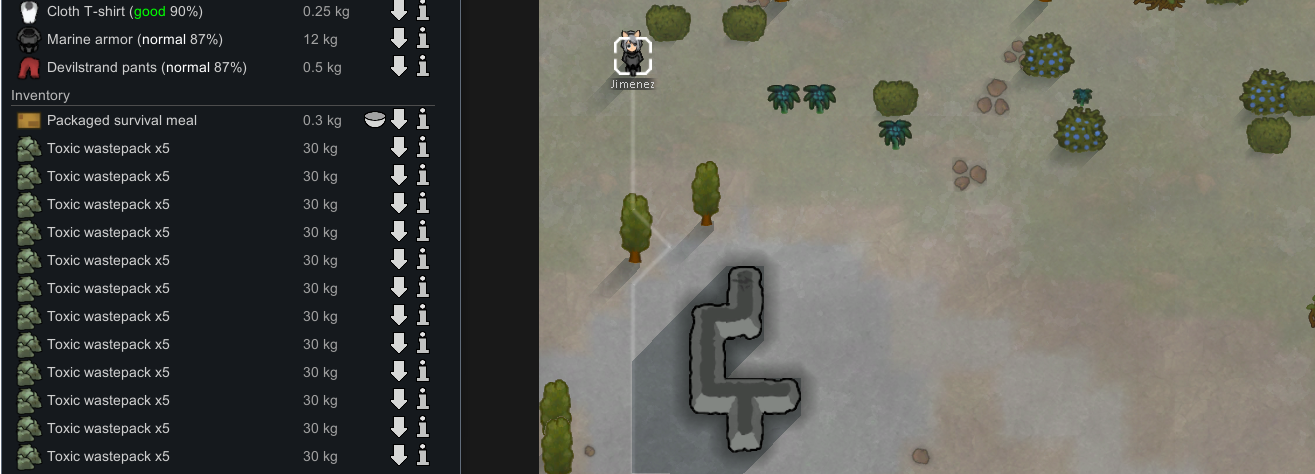 Cloth T-shirt (good 90%) 0.25 kg
Marine armor (normal 87%) 12 kg
Devilstrand pants (normal 87%) 0.5 kg
Inventory
Packaged survival meal 0.3 kg
Toxic wastepack x5 30 kg
Toxic wastepack x5 30 kg
Toxic wastepack x5 30 kg
Toxic wastepack x5 30 kg
Toxic wastepack x5 30 kg
Toxic wastepack x5 30 kg
Toxic wastepack x5 30 kg
Toxic wastepack x5 30 kg
Toxic wastepack x5 30 kg
Toxic wastepack x5 30 kg
Toxic wastepack x5 30 kg
Toxic wastepack x5 30 kg
Jimenez